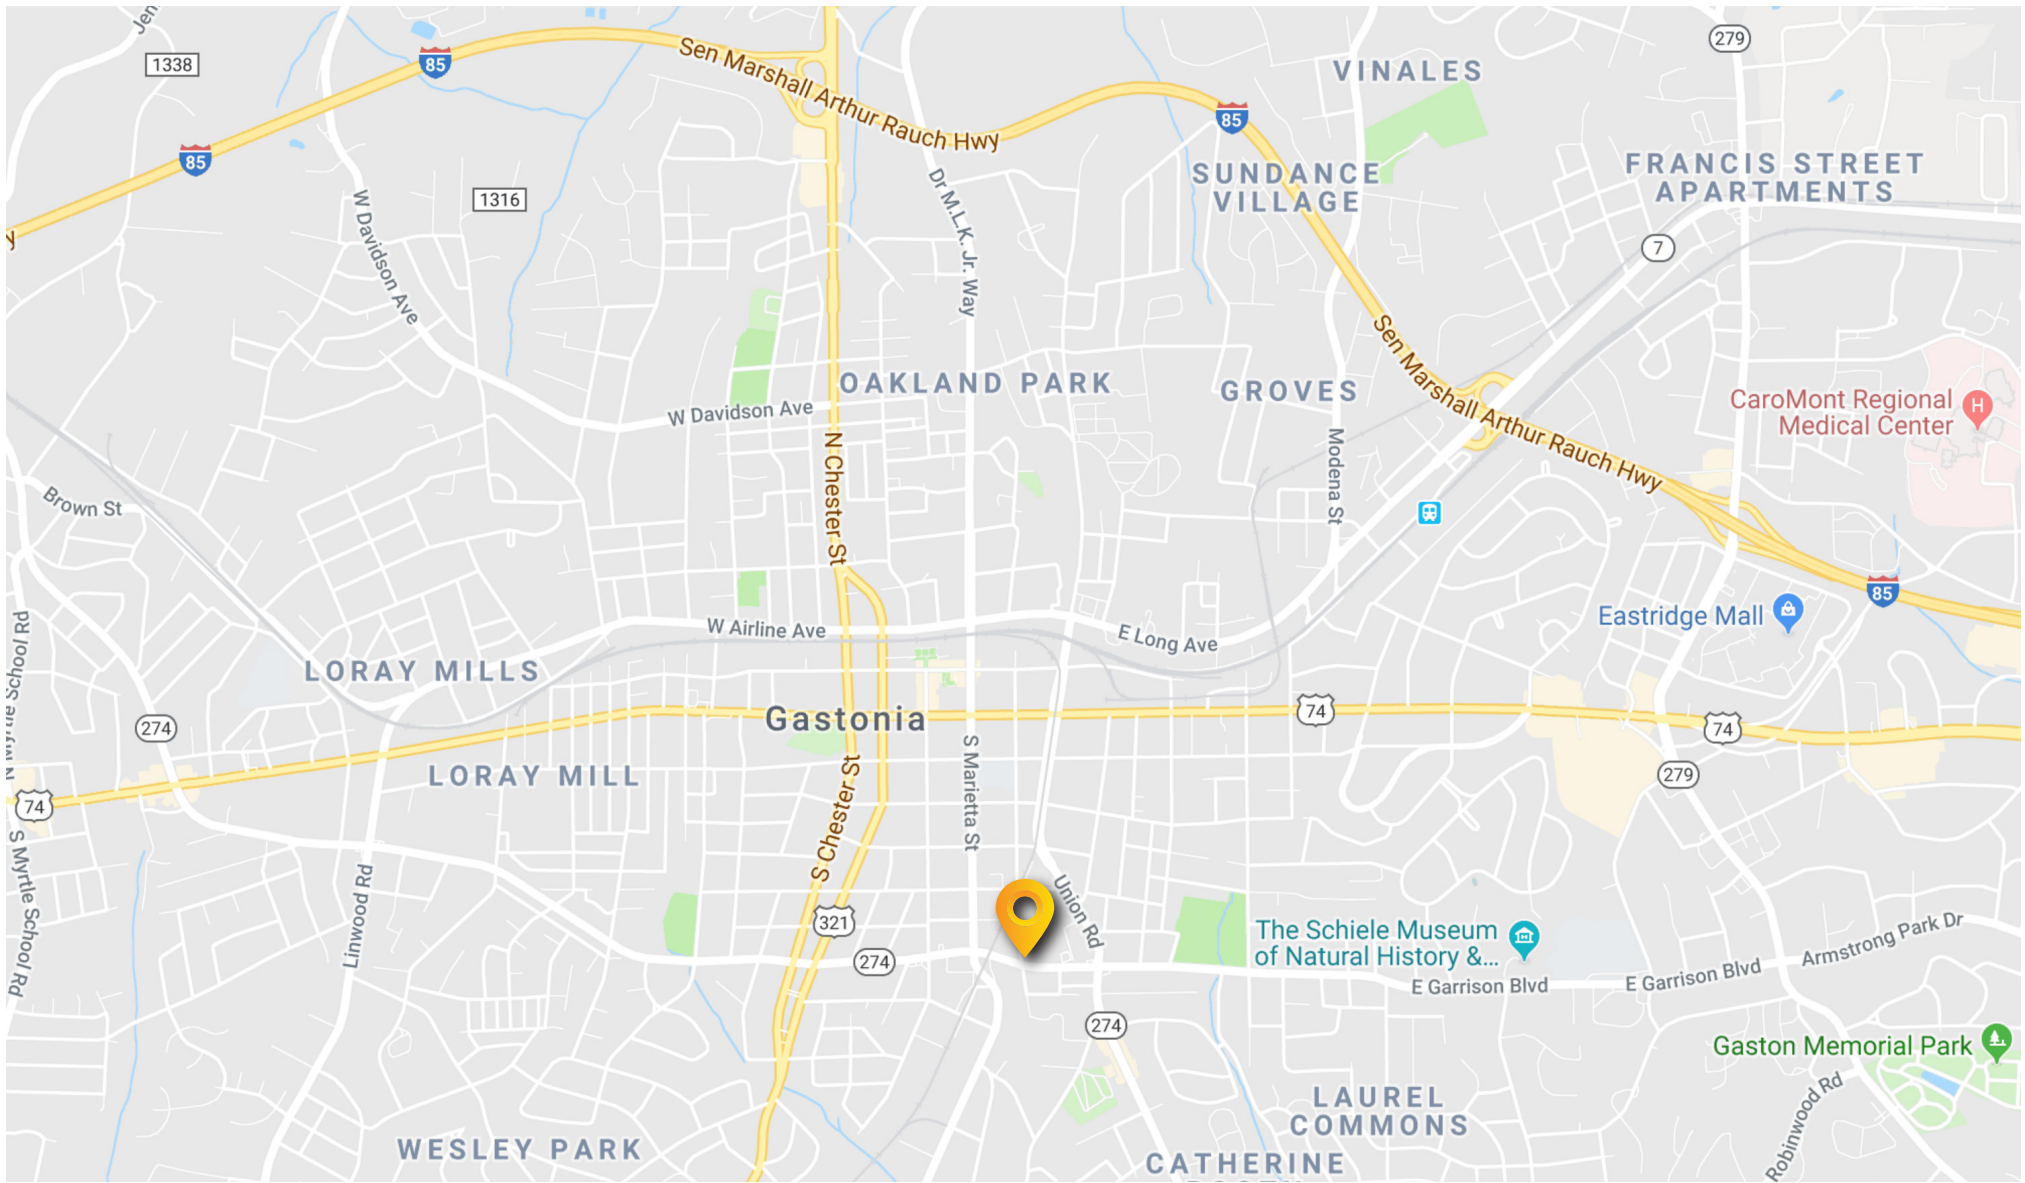 279
1338
85
Sen Marshall Arthur Rauch Hwy
VINALES
85
85
SUNDANCE
VILLAGE
FRANCIS STREET
APARTMENTS
1316
W Davidson Ave
Dr M.L.K. Jr. Way
7
y
Sen Marshall Arthur Rauch Hwy
OAKLAND PARK
GROVES
W Davidson Ave
CaroMont Regional
Medical Center
H
N Chester St
Modena St
Brown St
85
Eastridge Mall
W Airline Ave
E Long Ave
LORAY MILLS
N Myrtle School Rd
274
Gastonia
74
74
LORAY MILL
279
74
S Marietta St
S Chester St
S Myrtle School Rd
Linwood Rd
Union Rd
321
274
The Schiele Museum
of Natural History &...
Armstrong Park Dr
E Garrison Blvd
E Garrison Blvd
274
Gaston Memorial Park
Robinwood Rd
LAUREL
COMMONS
WESLEY PARK
CATHERINE